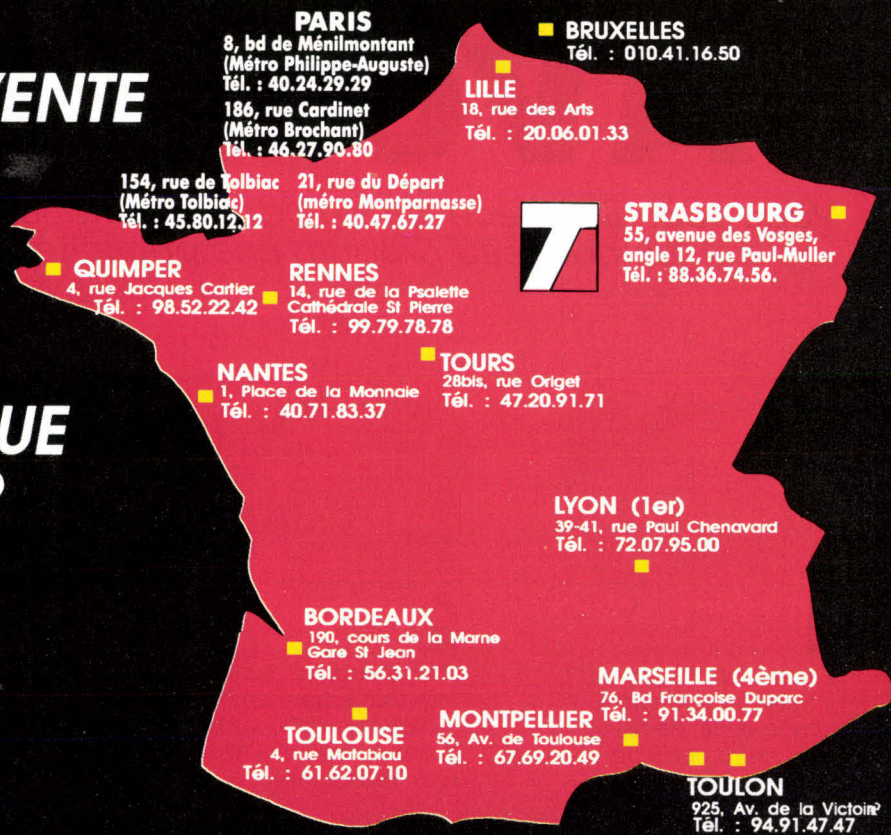 PARIS
8, bd de Ménilmontant
(Métro Philippe-Auguste)
Tél. : 40.24.29.29
186, rue Cardinet
(Métro Brochant)
Tél. : 46.27.90.80
154, rue de Tolbiac
(Métro Tolbiac)
Tél. : 45.80.12.12
21, rue du Départ
(métro Montparnasse)
Tél. : 40.47.67.27
BRUXELLES
Tél. : 010.41.16.50
LILLE
18, rue des Arts
Tél. : 20.06.01.33
T
STRASBOURG
55, avenue des Vosges,
angle 12, rue Paul-Muller
Tél. : 88.36.74.56.
QUIMPER
4, rue Jacques Cartier
Tél. : 98.52.22.42
RENNES
14, rue de la Psalette
Cathédrale St Pierre
Tél. : 99.79.78.78
NANTES
1, Place de la Monnaie
Tél. : 40.71.83.37
TOURS
28bis, rue Origet
Tél. : 47.20.91.71
UE
LYON (1er)
39-41, rue Paul Chenavard
Tél. : 72.07.95.00
BORDEAUX
190, cours de la Marne
Gare St Jean
Tél. : 56.31.21.03
MARSEILLE (4ème)
76, Bd Françoise Duparc
Tél. : 91.34.00.77
TOULOUSE
4, rue Matabiau
Tél. : 61.62.07.10
MONTPELLIER
56, Av. de Toulouse
Tél. : 67.69.20.49
TOULON
925, Av. de la Victoire
Tél. : 94.91.47.47